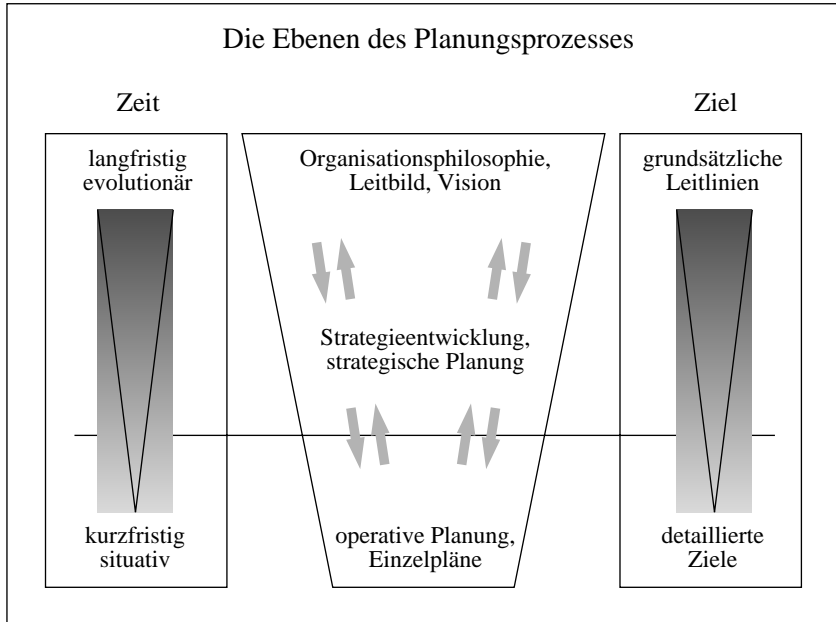 Die Ebenen des Planungsprozesses
Zeit
Ziel
langfristig
evolutionär
Organisationsphilosophie,
Leitbild, Vision
grundsätzliche
Leitlinien
Strategieentwicklung,
strategische Planung
kurzfristig
situativ
operative Planung,
Einzelpläne
detaillierte
Ziele